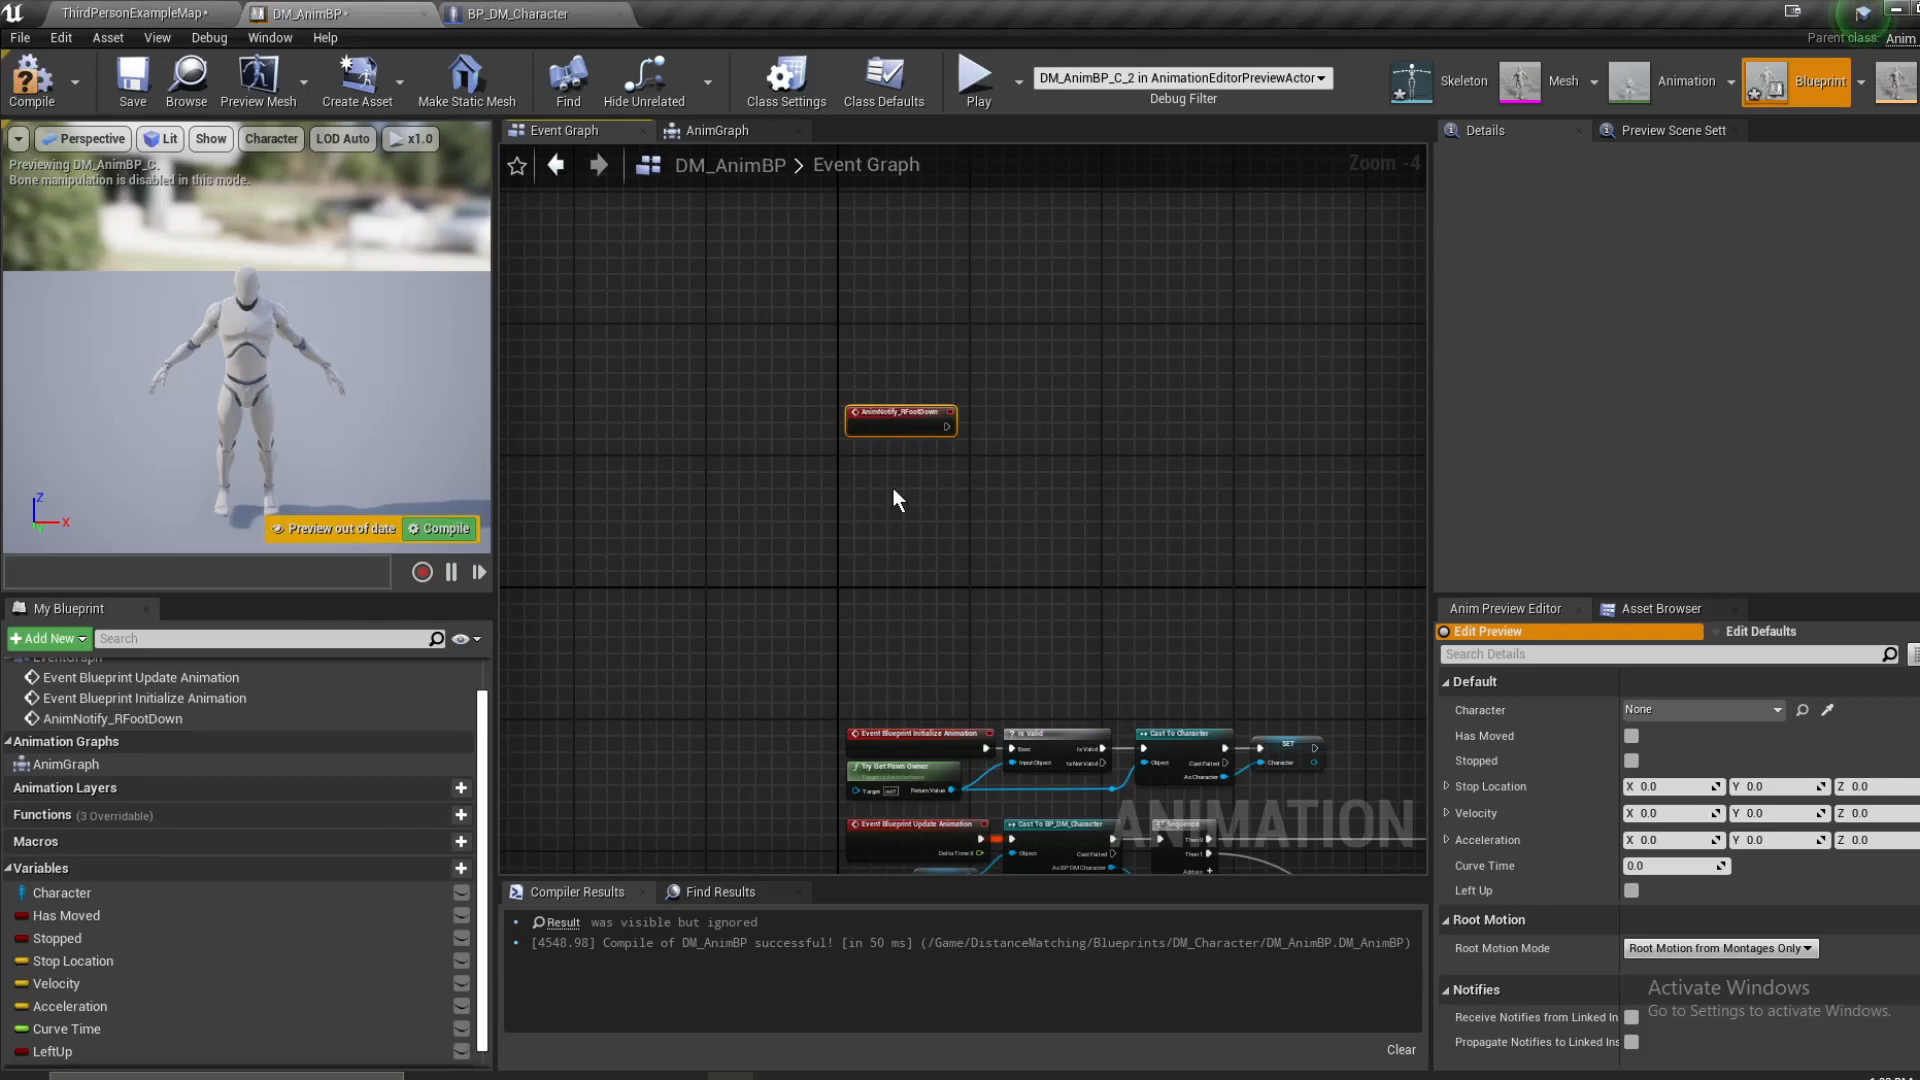 ThirdPersonExampleMap*
DM_AnimBP*
BP_DM_Character
File Edit Asset View Debug Window Help
Parent class: Anim
Compile
Save
Browse
Preview Mesh
Create Asset
Make Static Mesh
Find
Hide Unrelated
Class Settings
Class Defaults
Play
DM_AnimBP_C_2 in AnimationEditorPreviewActor
Debug Filter
Skeleton
Mesh
Animation
Blueprint
Perspective
Lit
Show
Character
LOD Auto
x1.0
Previewing DM_AnimBP_C.
Bone manipulation is disabled in this mode.
Z
X
Preview out of date
Compile
Event Graph
AnimGraph
DM_AnimBP > Event Graph
Zoom -4
AnimNotify_RFootDown
Event Blueprint Initialize Animation
Is Valid
Exec
Is Valid
Input Object
Is Not Valid
Cast To Character
Object
Cast Failed
As Character
SET
Character
Try Get Pawn Owner
Target
self
Return Value
Event Blueprint Update Animation
Delta Time X
Cast To BP_DM_Character
Object
Cast Failed
As BP DM Character
Sequence
Then 0
Then 1
Add pin +
ANIMATION
My Blueprint
+ Add New
Search
EventGraph
Event Blueprint Update Animation
Event Blueprint Initialize Animation
AnimNotify_RFootDown
Animation Graphs
AnimGraph
Animation Layers
Functions (3 Overridable)
Macros
Variables
Character
Has Moved
Stopped
Stop Location
Velocity
Acceleration
Curve Time
LeftUp
Compiler Results
Find Results
Result was visible but ignored
[4548.98] Compile of DM_AnimBP successful! [in 50 ms] (/Game/DistanceMatching/Blueprints/DM_Character/DM_AnimBP.DM_AnimBP)
Clear
Details
Preview Scene Sett
Anim Preview Editor
Asset Browser
Edit Preview
Edit Defaults
Search Details
Default
Character
None
Has Moved
Stopped
Stop Location X 0.0 Y 0.0 Z 0.0
Velocity X 0.0 Y 0.0 Z 0.0
Acceleration X 0.0 Y 0.0 Z 0.0
Curve Time 0.0
Left Up
Root Motion
Root Motion Mode
Root Motion from Montages Only
Notifies
Receive Notifies from Linked In
Propagate Notifies to Linked Ins
Activate Windows
Go to Settings to activate Windows.